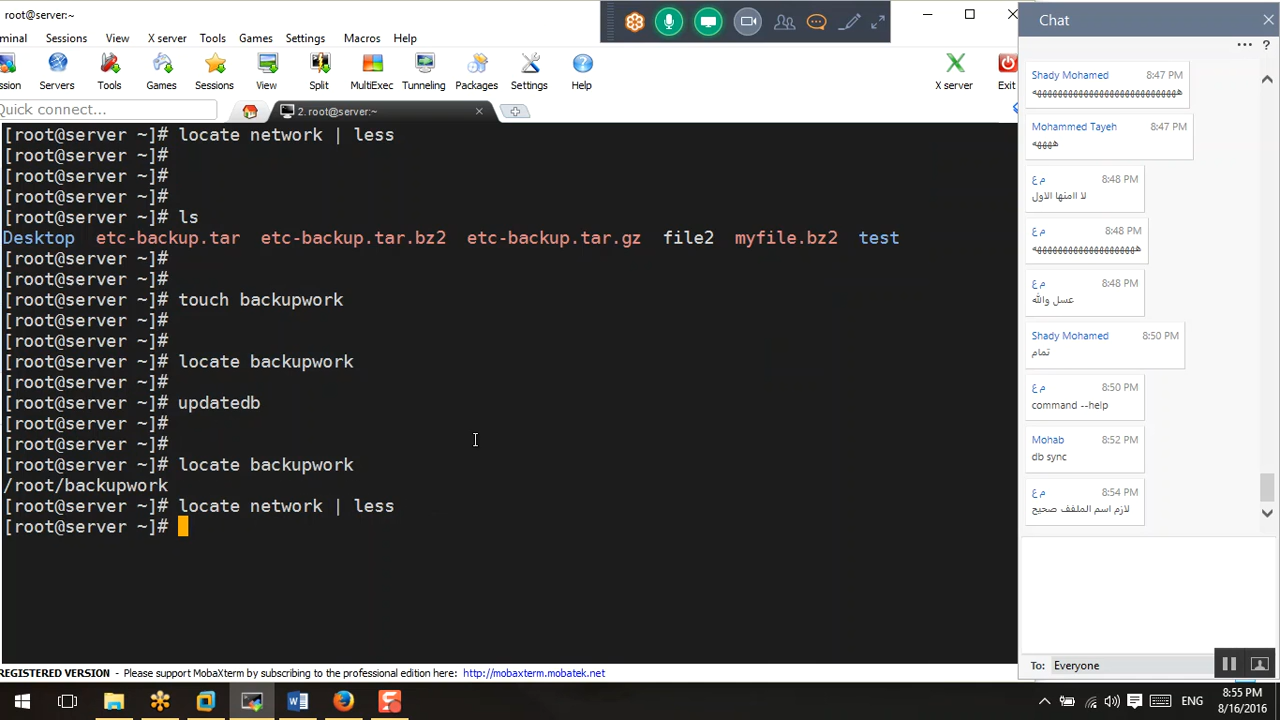 root@server:~
minal Sessions View X server Tools Games Settings Macros Help
sion Servers Tools Games Sessions View Split MultiExec Tunneling Packages Settings Help X server Exit
Quick connect...
2. root@server:~
[root@server ~]# locate network | less
[root@server ~]#
[root@server ~]#
[root@server ~]#
[root@server ~]# ls
Desktop etc-backup.tar etc-backup.tar.bz2 etc-backup.tar.gz file2 myfile.bz2 test
[root@server ~]#
[root@server ~]#
[root@server ~]# touch backupwork
[root@server ~]#
[root@server ~]#
[root@server ~]# locate backupwork
[root@server ~]#
[root@server ~]# updatedb
[root@server ~]#
[root@server ~]#
[root@server ~]# locate backupwork
/root/backupwork
[root@server ~]# locate network | less
[root@server ~]#
REGISTERED VERSION - Please support MobaXterm by subscribing to the professional edition here: http://mobaxterm.mobatek.net
Chat
Shady Mohamed 8:47 PM
Mohammed Tayeh 8:47 PM
ههههه
م ع 8:48 PM
لا اامنها الاول
م ع 8:48 PM
م ع 8:48 PM
عسل والله
Shady Mohamed 8:50 PM
تمام
م ع 8:50 PM
command --help
Mohab 8:52 PM
db sync
م ع 8:54 PM
لازم اسم الملفف صحيح
To: Everyone
ENG
8:55 PM
8/16/2016